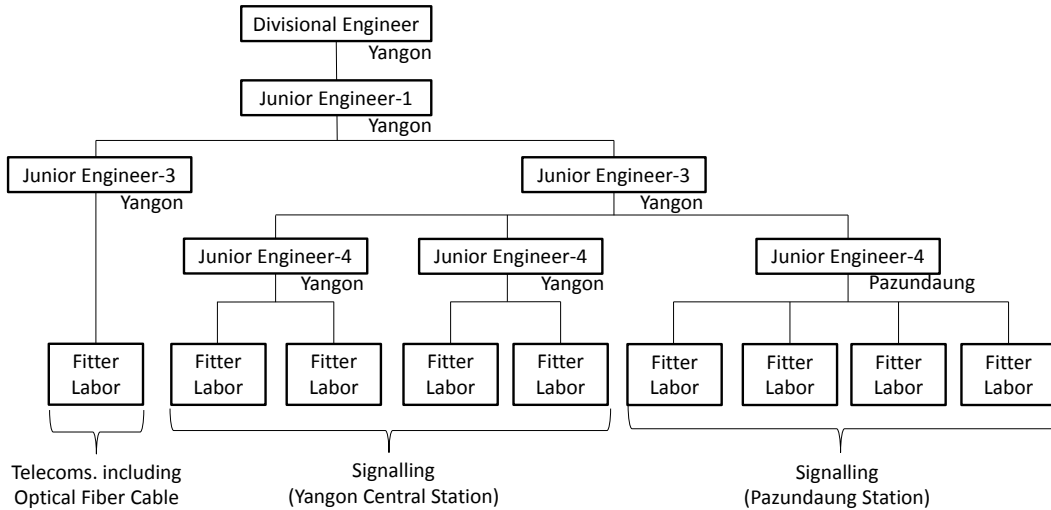 Divisional Engineer
Yangon
Junior Engineer-1
Yangon
Junior Engineer-3
Yangon
Junior Engineer-3
Yangon
Junior Engineer-4
Yangon
Junior Engineer-4
Yangon
Junior Engineer-4
Pazundaung
Fitter
Labor
Fitter
Labor
Fitter
Labor
Fitter
Labor
Fitter
Labor
Fitter
Labor
Fitter
Labor
Fitter
Labor
Fitter
Labor
Telecoms. including
Optical Fiber Cable
Signalling
(Yangon Central Station)
Signalling
(Pazundaung Station)